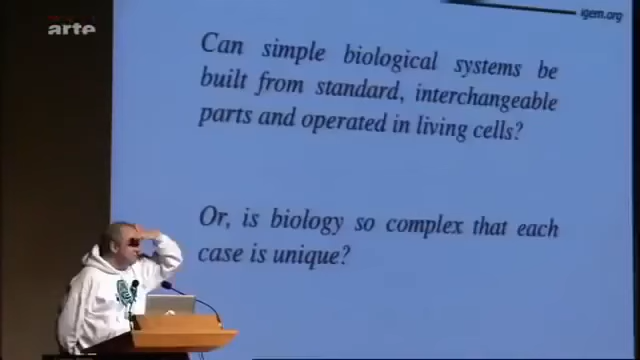 arte
igem.org
Can simple biological systems be
built from standard, interchangeable
parts and operated in living cells?
Or, is biology so complex that each
case is unique?